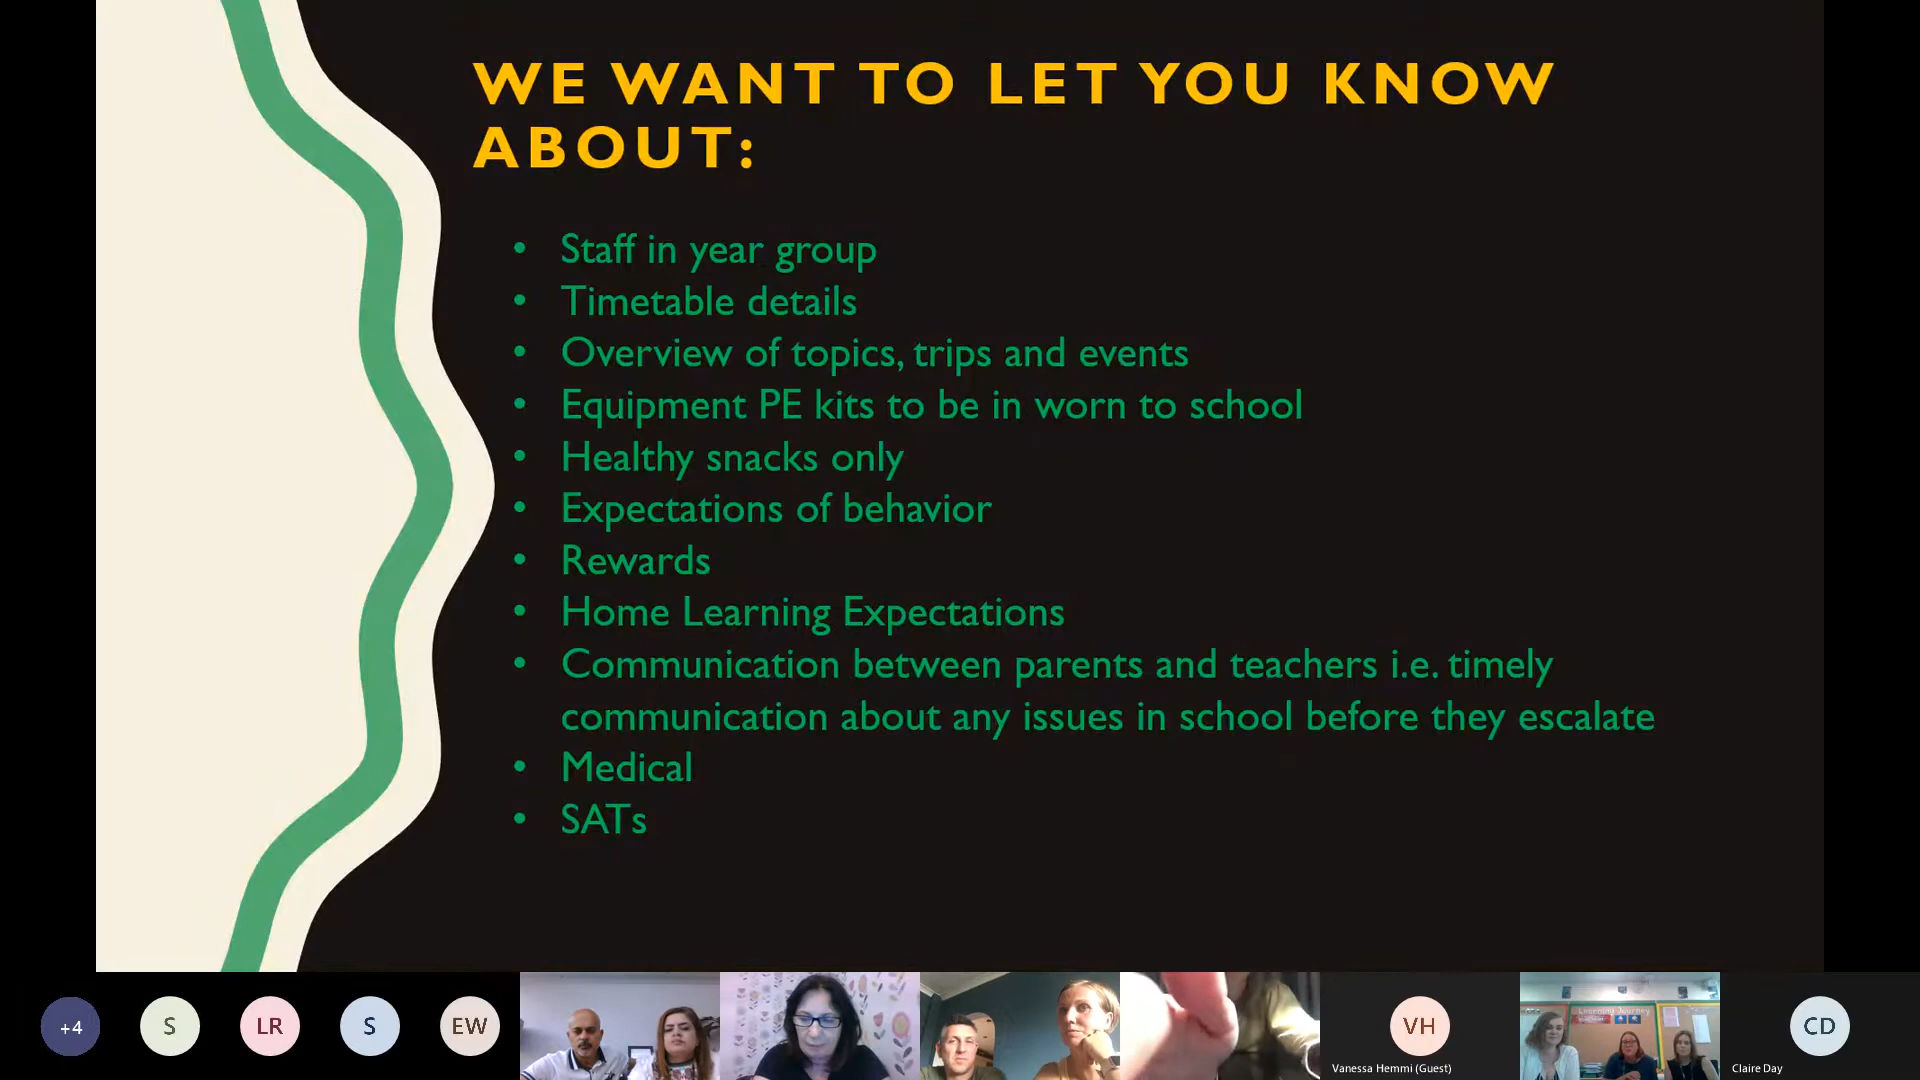 WE WANT TO LET YOU KNOW
ABOUT:
• Staff in year group
• Timetable details
• Overview of topics, trips and events
• Equipment PE kits to be in worn to school
• Healthy snacks only
• Expectations of behavior
• Rewards
• Home Learning Expectations
• Communication between parents and teachers i.e. timely
communication about any issues in school before they escalate
• Medical
• SATs
+4
S
LR
S
EW
VH
Vanessa Hemmi (Guest)
Learning Journey
CD
Claire Day